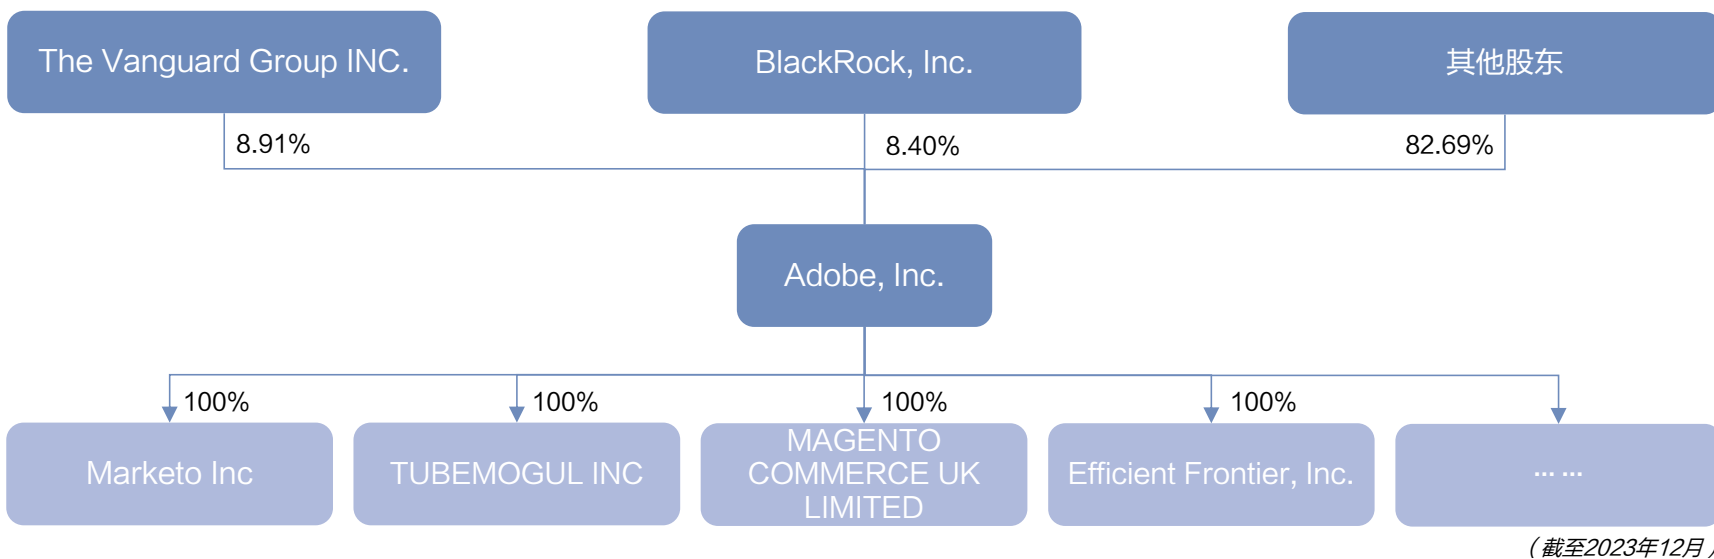 The Vanguard Group INC.
BlackRock, Inc.
其他股东
8.91%
8.40%
82.69%
Adobe, Inc.
100%
100%
100%
100%
Marketo Inc
TUBEMOGUL INC
MAGENTO
COMMERCE UK
LIMITED
Efficient Frontier, Inc.
... ...
（截至2023年12月）